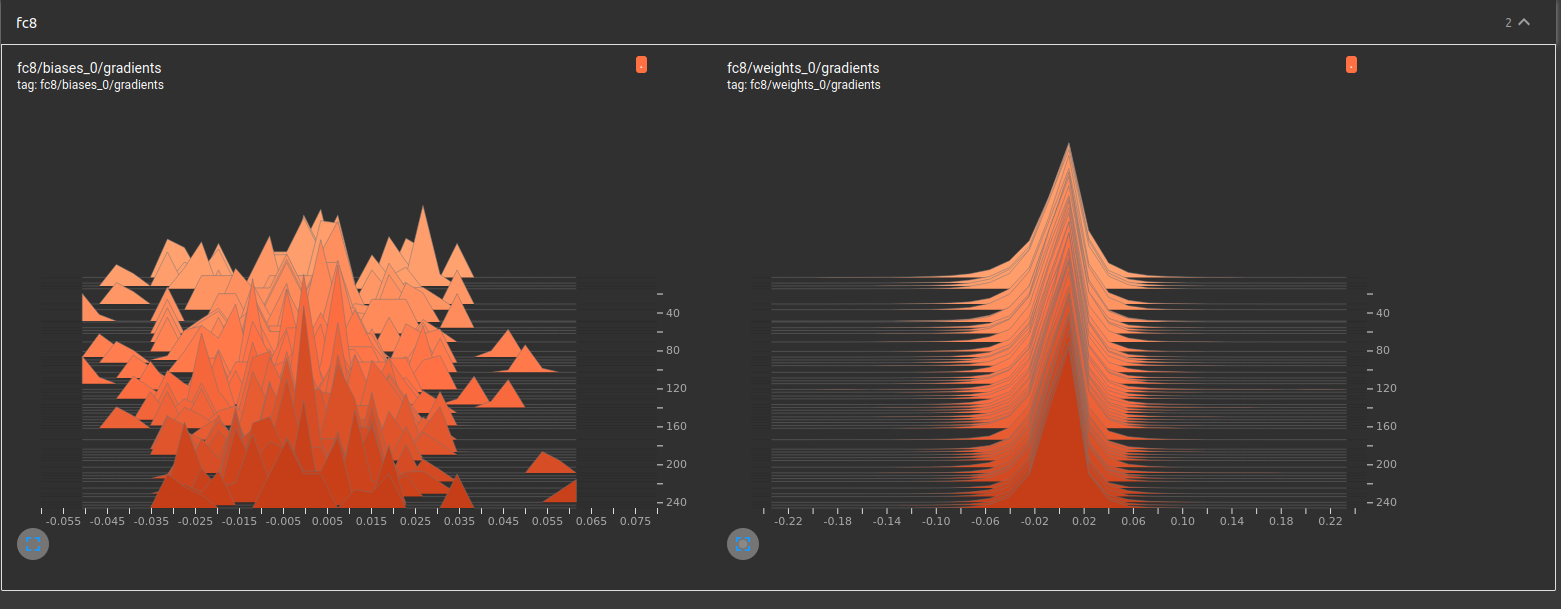 fc8
2
fc8/biases_0/gradients
tag: fc8/biases_0/gradients
.
40
80
120
160
200
240
-0.055 -0.045 -0.035 -0.025 -0.015 -0.005 0.005 0.015 0.025 0.035 0.045 0.055 0.065 0.075
fc8/weights_0/gradients
tag: fc8/weights_0/gradients
.
40
80
120
160
200
240
-0.22 -0.18 -0.14 -0.10 -0.06 -0.02 0.02 0.06 0.10 0.14 0.18 0.22